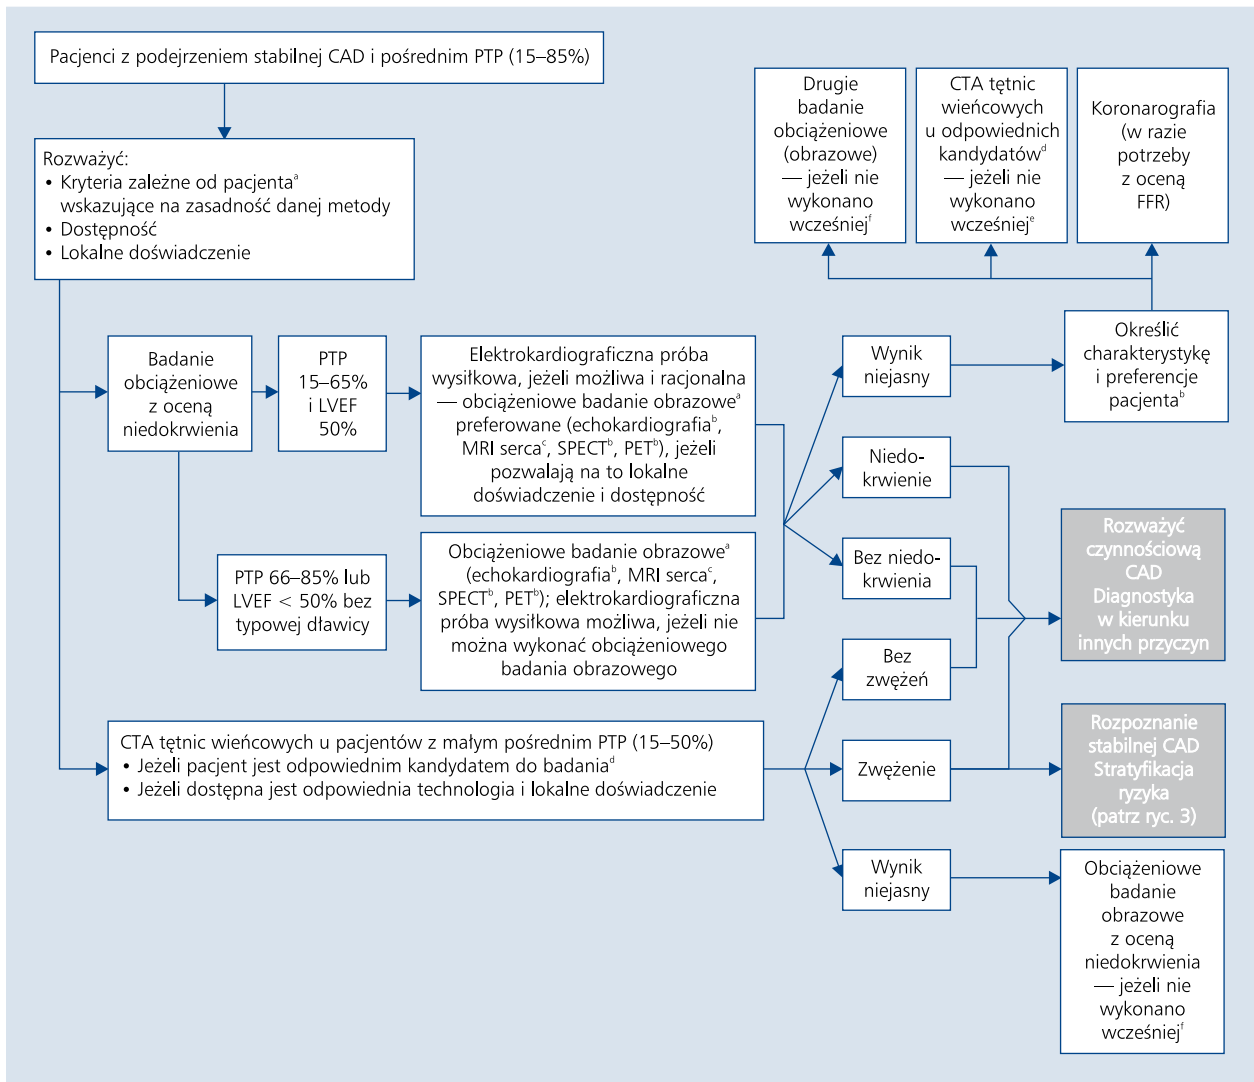 Pacjenci z podejrzeniem stabilnej CAD i pośrednim PTP (15–85%)
Rozważyć:
• Kryteria zależne od pacjentaᵃ
wskazujące na zasadność danej metody
• Dostępność
• Lokalne doświadczenie
Drugie
badanie
obciążeniowe
(obrazowe)
— jeżeli nie
wykonano
wcześniejᶠ
CTA tętnic
wieńcowych
u odpowiednich
kandydatówᵈ
— jeżeli nie
wykonano
wcześniejᵉ
Koronarografia
(w razie
potrzeby
z oceną
FFR)
Badanie
obciążeniowe
z oceną
niedokrwienia
PTP
15–65%
i LVEF
50%
Elektrokardiograficzna próba
wysiłkowa, jeżeli możliwa i racjonalna
— obciążeniowe badanie obrazoweᵃ
preferowane (echokardiografiaᵇ,
MRI sercaᶜ, SPECTᵇ, PETᵇ), jeżeli
pozwalają na to lokalne
doświadczenie i dostępność
Wynik
niejasny
Określić
charakterystykę
i preferencje
pacjentaᵇ
Niedo-
krwienie
PTP 66–85% lub
LVEF < 50% bez
typowej dławicy
Obciążeniowe badanie obrazoweᵃ
(echokardiografiaᵇ, MRI sercaᶜ,
SPECTᵇ, PETᵇ); elektrokardiograficzna
próba wysiłkowa możliwa, jeżeli nie
można wykonać obciążeniowego
badania obrazowego
Bez niedo-
krwienia
Rozważyć
czynnościową
CAD
Diagnostyka
w kierunku
innych przyczyn
Bez
zwężeń
CTA tętnic wieńcowych u pacjentów z małym pośrednim PTP (15–50%)
• Jeżeli pacjent jest odpowiednim kandydatem do badaniaᵈ
• Jeżeli dostępna jest odpowiednia technologia i lokalne doświadczenie
Zwężenie
Rozpoznanie
stabilnej CAD
Stratyfikacja
ryzyka
(patrz ryc. 3)
Wynik
niejasny
Obciążeniowe
badanie
obrazowe
z oceną
niedokrwienia
— jeżeli nie
wykonano
wcześniejᶠ